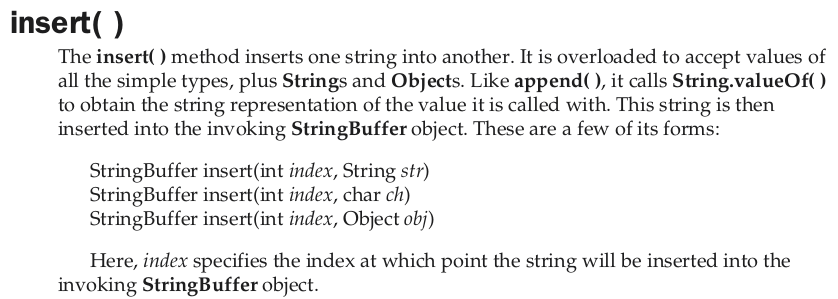 insert( )
The insert( ) method inserts one string into another. It is overloaded to accept values of
all the simple types, plus Strings and Objects. Like append( ), it calls String.valueOf( )
to obtain the string representation of the value it is called with. This string is then
inserted into the invoking StringBuffer object. These are a few of its forms:
StringBuffer insert(int index, String str)
StringBuffer insert(int index, char ch)
StringBuffer insert(int index, Object obj)
Here, index specifies the index at which point the string will be inserted into the
invoking StringBuffer object.